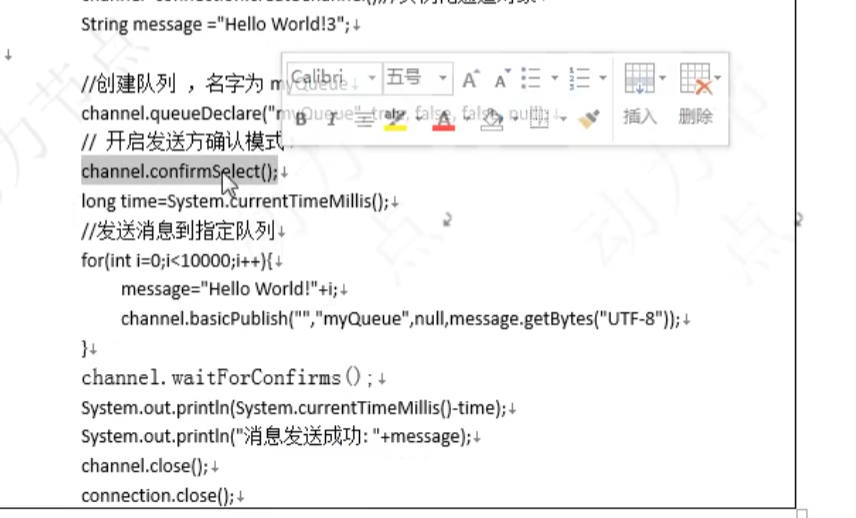 String message ="Hello World!3";
//创建队列 ，名字为 myQueue
Calibri 五号
channel.queueDeclare("myQueue", true, false, false, null);
B I
插入 删除
// 开启发送方确认模式
channel.confirmSelect();
long time=System.currentTimeMillis();
//发送消息到指定队列
for(int i=0;i<10000;i++){
message="Hello World!"+i;
channel.basicPublish("","myQueue",null,message.getBytes("UTF-8"));
}
channel.waitForConfirms();
System.out.println(System.currentTimeMillis()-time);
System.out.println("消息发送成功: "+message);
channel.close();
connection.close();